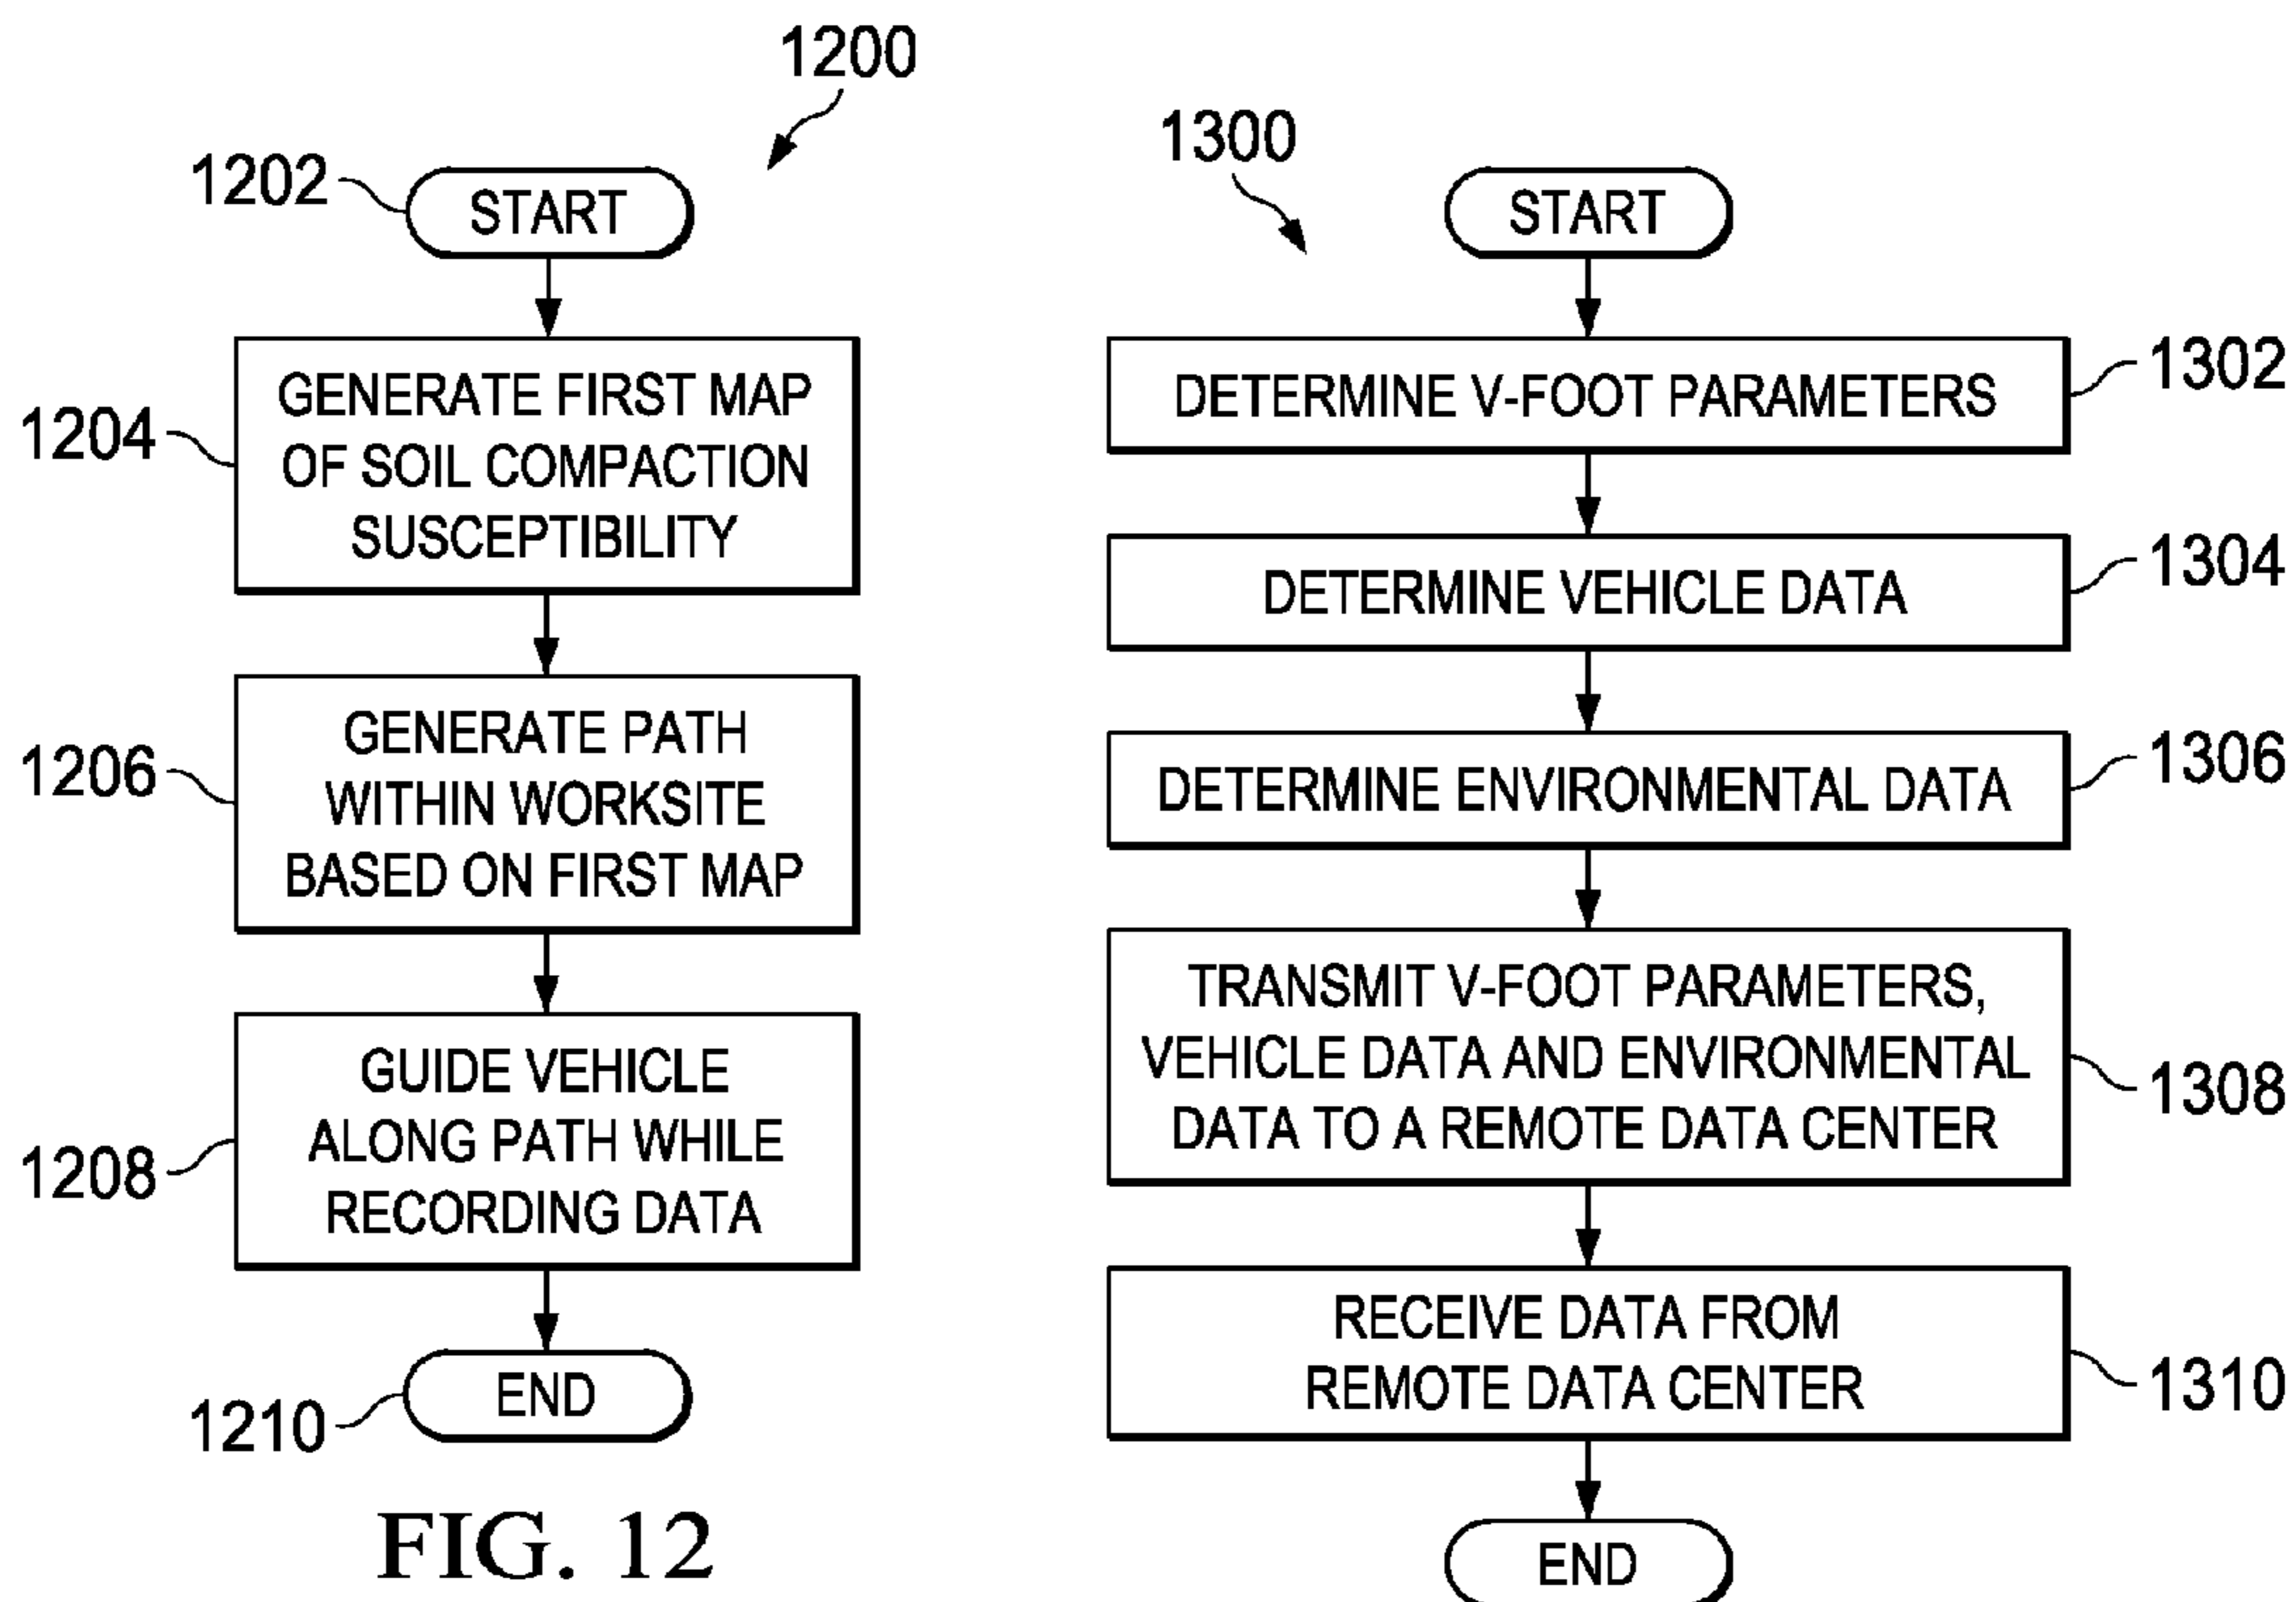 1200
1202
START
GENERATE FIRST MAP
OF SOIL COMPACTION
SUSCEPTIBILITY
1204
GENERATE PATH
WITHIN WORKSITE
BASED ON FIRST MAP
1206
GUIDE VEHICLE
ALONG PATH WHILE
RECORDING DATA
1208
END
1210
FIG. 12
1300
START
DETERMINE V-FOOT PARAMETERS
1302
DETERMINE VEHICLE DATA
1304
DETERMINE ENVIRONMENTAL DATA
1306
TRANSMIT V-FOOT PARAMETERS,
VEHICLE DATA AND ENVIRONMENTAL
DATA TO A REMOTE DATA CENTER
1308
RECEIVE DATA FROM
REMOTE DATA CENTER
1310
END